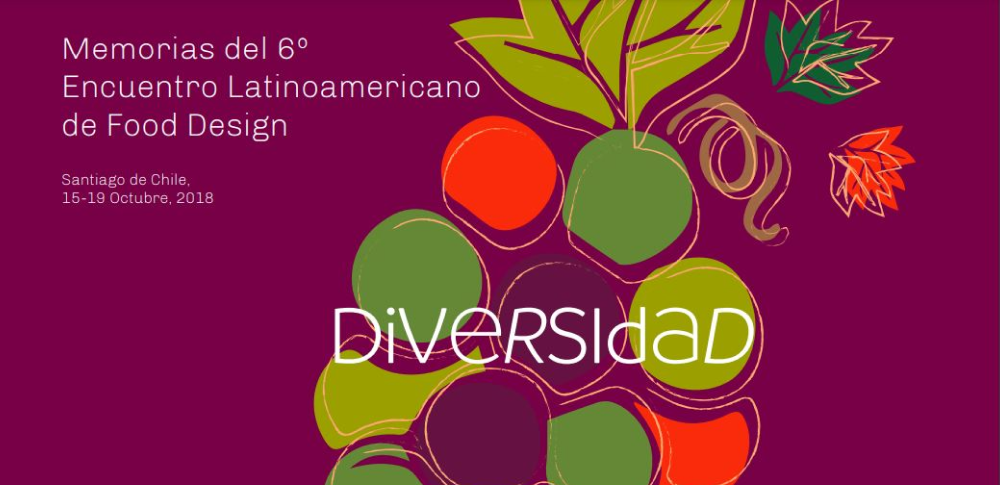 Memorias del 6º
Encuentro Latinoamericano
de Food Design
Santiago de Chile,
15-19 Octubre, 2018
DiVeRSIdaD